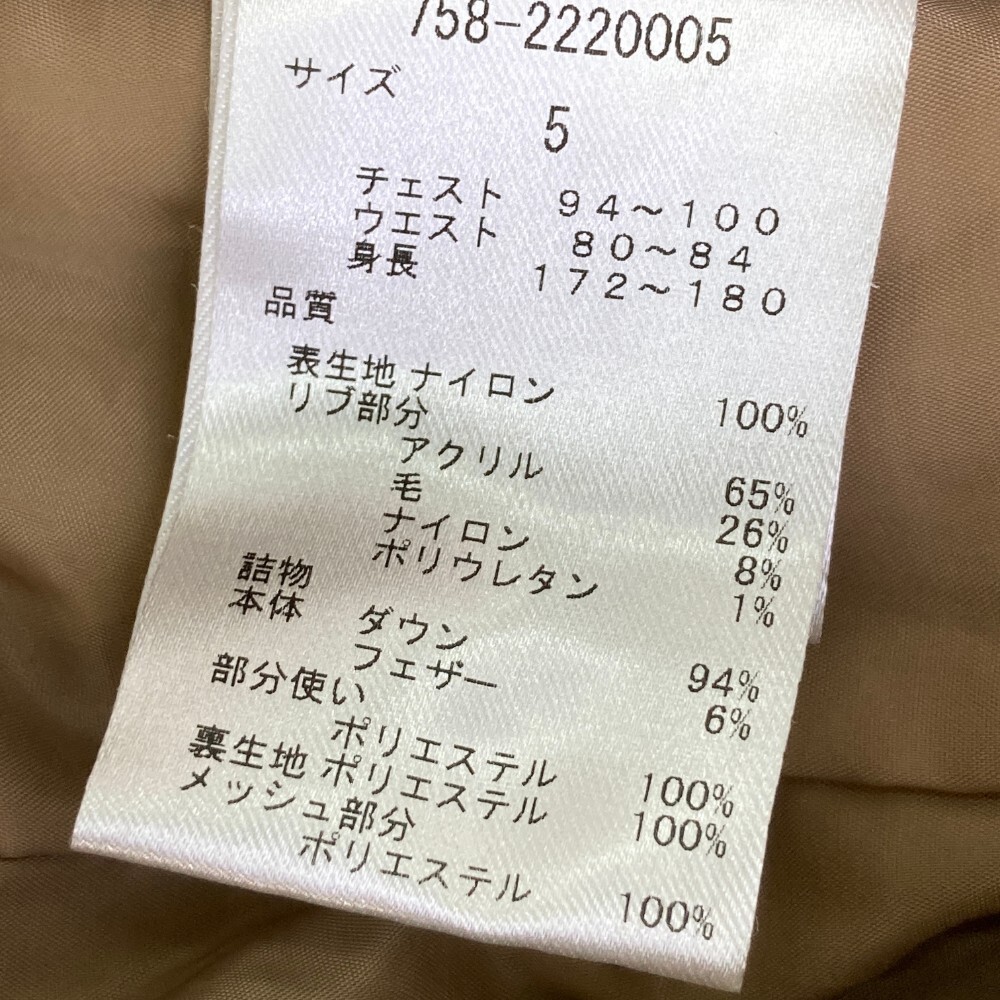 758-2220005
サイズ
5
チェスト 94～100
ウエスト 80～84
身長 172～180
品質
表生地 ナイロン 100%
リブ部分
アクリル 65%
毛 26%
ナイロン 8%
ポリウレタン 1%
詰物
本体 ダウン 94%
フェザー 6%
部分使い
ポリエステル 100%
裏生地 ポリエステル 100%
メッシュ部分
ポリエステル 100%